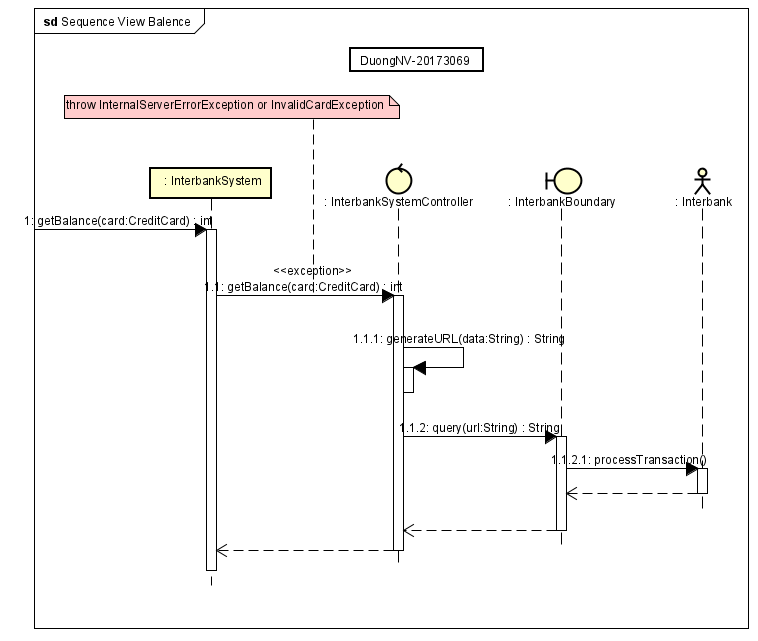 sd Sequence View Balence
DuongNV-20173069
throw InternalServerErrorException or InvalidCardException
: InterbankSystem
: InterbankSystemController
: InterbankBoundary
: Interbank
1: getBalance(card:CreditCard) : int
<<exception>>
1.1: getBalance(card:CreditCard) : int
1.1.1: generateURL(data:String) : String
1.1.2: query(url:String) : String
1.1.2.1: processTransaction()